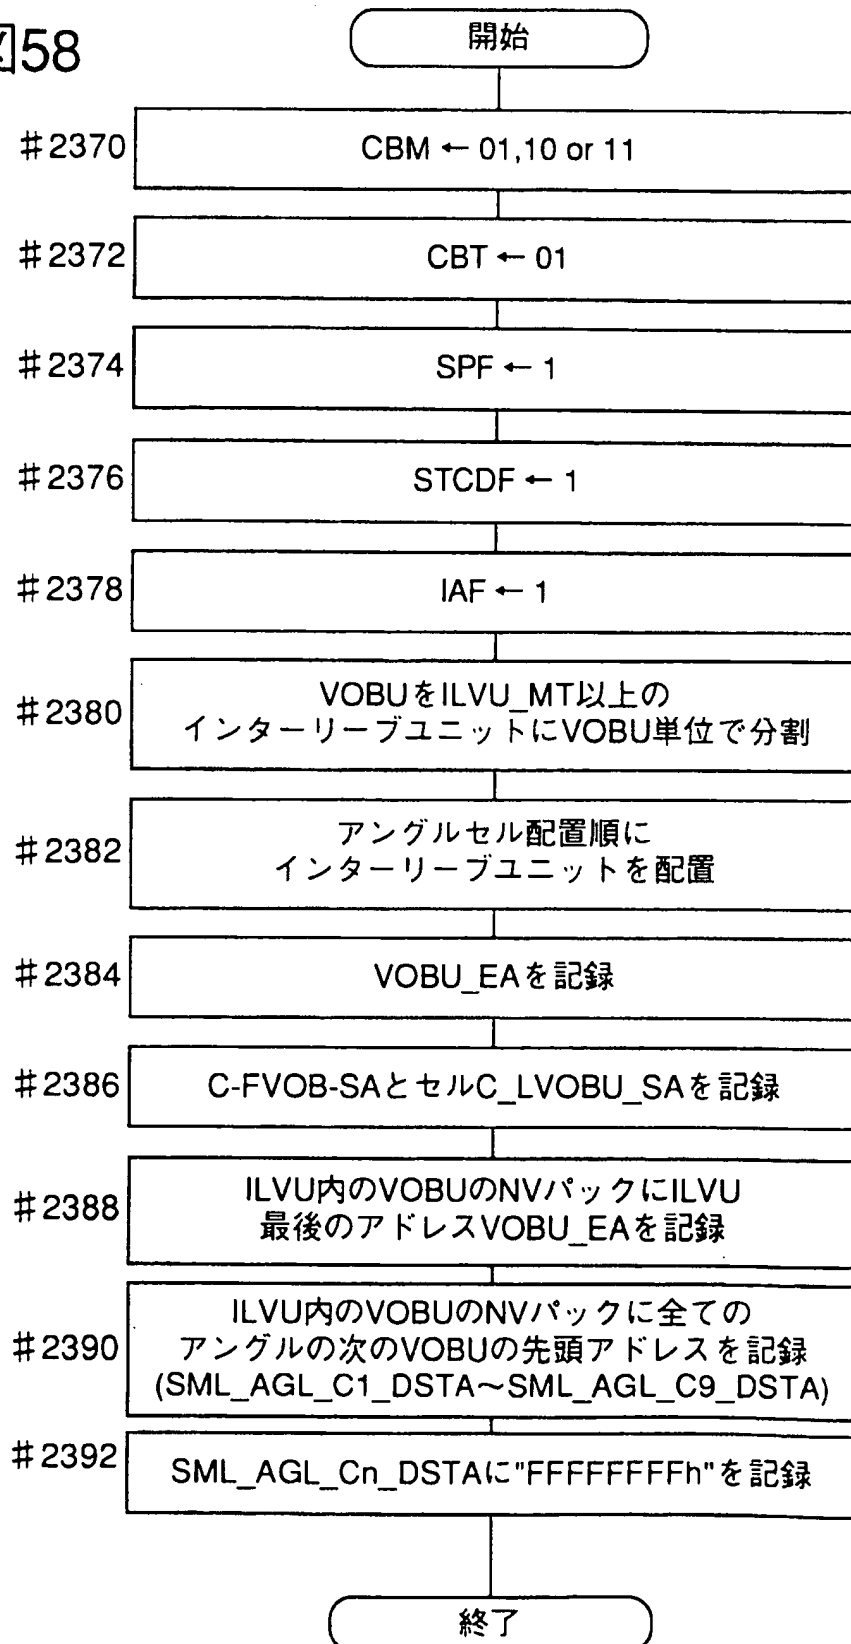 図58
開始
#2370
CBM ← 01,10 or 11
#2372
CBT ← 01
#2374
SPF ← 1
#2376
STCDF ← 1
#2378
IAF ← 1
#2380
VOBUをILVU_MT以上の
インターリーブユニットにVOBU単位で分割
#2382
アングルセル配置順に
インターリーブユニットを配置
#2384
VOBU_EAを記録
#2386
C-FVOB-SAとセルC_LVOBU_SAを記録
#2388
ILVU内のVOBUのNVパックにILVU
最後のアドレスVOBU_EAを記録
#2390
ILVU内のVOBUのNVパックに全ての
アングルの次のVOBUの先頭アドレスを記録
(SML_AGL_C1_DSTA~SML_AGL_C9_DSTA)
#2392
SML_AGL_Cn_DSTAに"FFFFFFFFh"を記録
終了